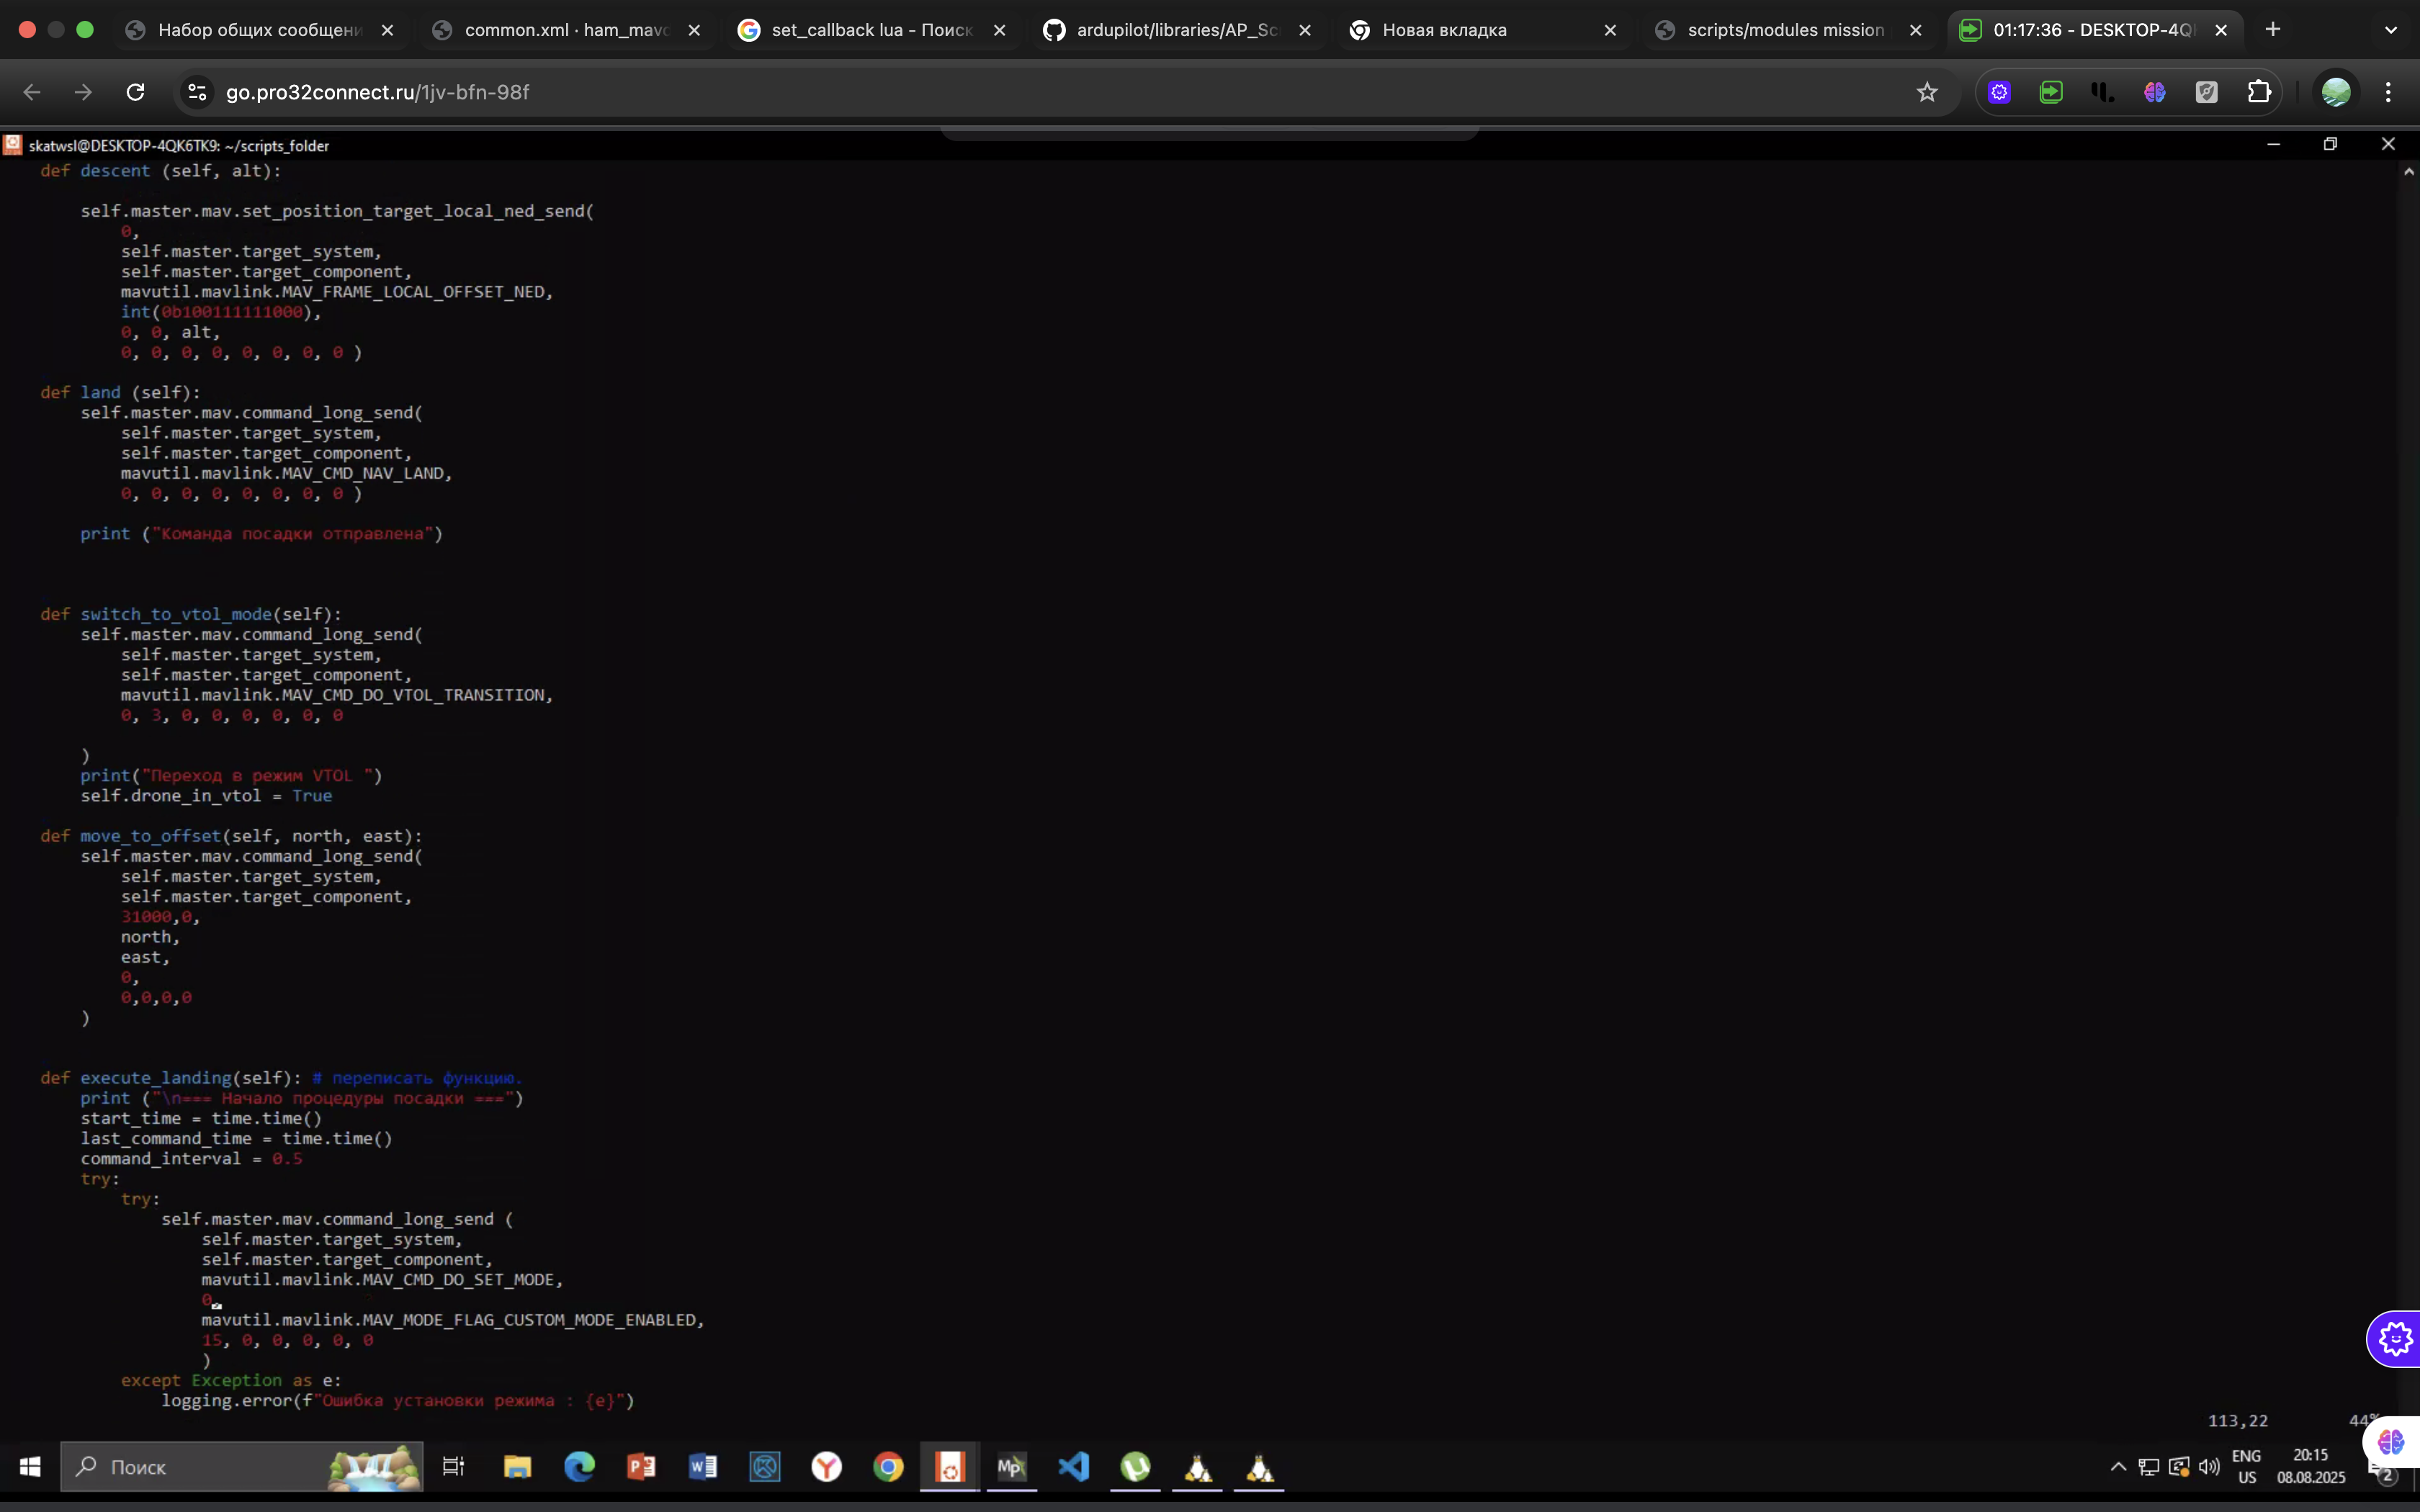 Набор общих сообщени
common.xml · ham_mavc
set_callback lua - Поиск
ardupilot/libraries/AP_Sc
Новая вкладка
scripts/modules mission
01:17:36 - DESKTOP-4Q
go.pro32connect.ru/1jv-bfn-98f
skatwsl@DESKTOP-4QK6TK9: ~/scripts_folder
def descent (self, alt):
self.master.mav.set_position_target_local_ned_send(
0,
self.master.target_system,
self.master.target_component,
mavutil.mavlink.MAV_FRAME_LOCAL_OFFSET_NED,
int(0b100111111000),
0, 0, alt,
0, 0, 0, 0, 0, 0, 0, 0 )
def land (self):
self.master.mav.command_long_send(
self.master.target_system,
self.master.target_component,
mavutil.mavlink.MAV_CMD_NAV_LAND,
0, 0, 0, 0, 0, 0, 0, 0 )
print ("Команда посадки отправлена")
def switch_to_vtol_mode(self):
self.master.mav.command_long_send(
self.master.target_system,
self.master.target_component,
mavutil.mavlink.MAV_CMD_DO_VTOL_TRANSITION,
0, 3, 0, 0, 0, 0, 0, 0
)
print("Переход в режим VTOL ")
self.drone_in_vtol = True
def move_to_offset(self, north, east):
self.master.mav.command_long_send(
self.master.target_system,
self.master.target_component,
31000,0,
north,
east,
0,
0,0,0,0
)
def execute_landing(self): # переписать функцию.
print ("\n=== Начало процедуры посадки ===")
start_time = time.time()
last_command_time = time.time()
command_interval = 0.5
try:
try:
self.master.mav.command_long_send (
self.master.target_system,
self.master.target_component,
mavutil.mavlink.MAV_CMD_DO_SET_MODE,
0,
mavutil.mavlink.MAV_MODE_FLAG_CUSTOM_MODE_ENABLED,
15, 0, 0, 0, 0, 0
)
except Exception as e:
logging.error(f"Ошибка установки режима : {e}")
113,22
44%
Поиск
Mp
ENG
US
20:15
08.08.2025
2